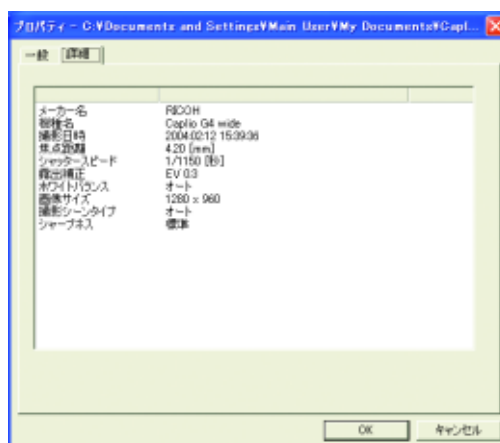 プロパティ - C:¥Documents and Settings¥Main User¥My Documents¥Capl...
一般 詳細
メーカー名 RICOH
機種名 Caplio G4 wide
撮影日時 2004:02:12 15:39:36
焦点距離 4.20 [mm]
シャッタースピード 1/1150 [秒]
露出補正 EV 0.3
ホワイトバランス オート
画像サイズ 1280 x 960
撮影シーンタイプ オート
シャープネス 標準
OK キャンセル